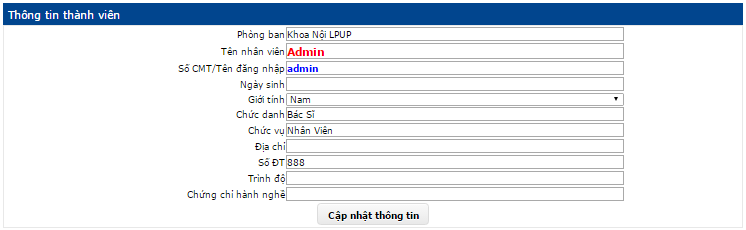 Thông tin thành viên
Phòng ban Khoa Nội LPUP
Tên nhân viên Admin
Số CMT/Tên đăng nhập admin
Ngày sinh
Giới tính Nam
Chức danh Bác Sĩ
Chức vụ Nhân Viên
Địa chỉ
Số ĐT 888
Trình độ
Chứng chỉ hành nghề
Cập nhật thông tin